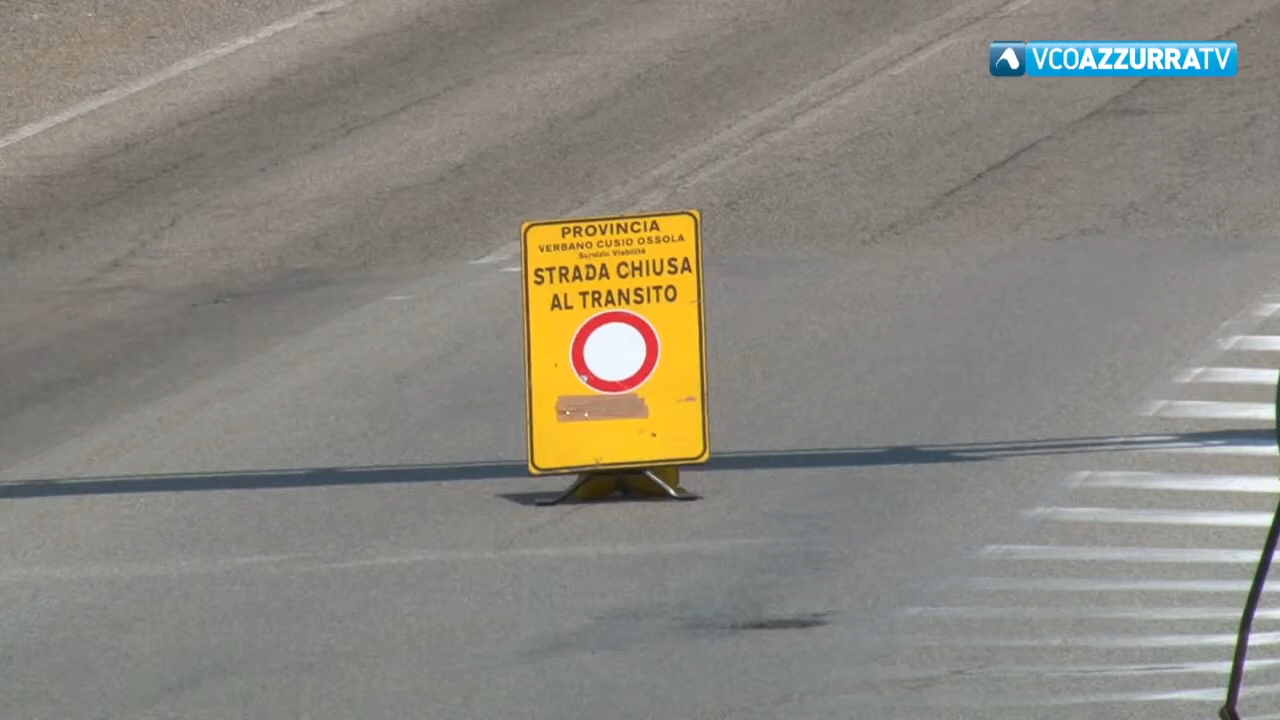 VCOAZZURRATV
PROVINCIA
VERBANO CUSIO OSSOLA
Servizio Viabilità
STRADA CHIUSA
AL TRANSITO